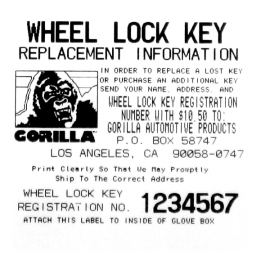 WHEEL LOCK KEY
REPLACEMENT INFORMATION
IN ORDER TO REPLACE A LOST KEY
OR PURCHASE AN ADDITIONAL KEY
SEND YOUR NAME, ADDRESS, AND
WHEEL LOCK KEY REGISTRATION
NUMBER WITH $10.50 TO:
GORILLA AUTOMOTIVE PRODUCTS
GORILLA
P.O. BOX 58747
LOS ANGELES, CA 90058-0747
Print Clearly So That We May Promptly
Ship To The Correct Address
WHEEL LOCK KEY
REGISTRATION NO. 1234567
ATTACH THIS LABEL TO INSIDE OF GLOVE BOX